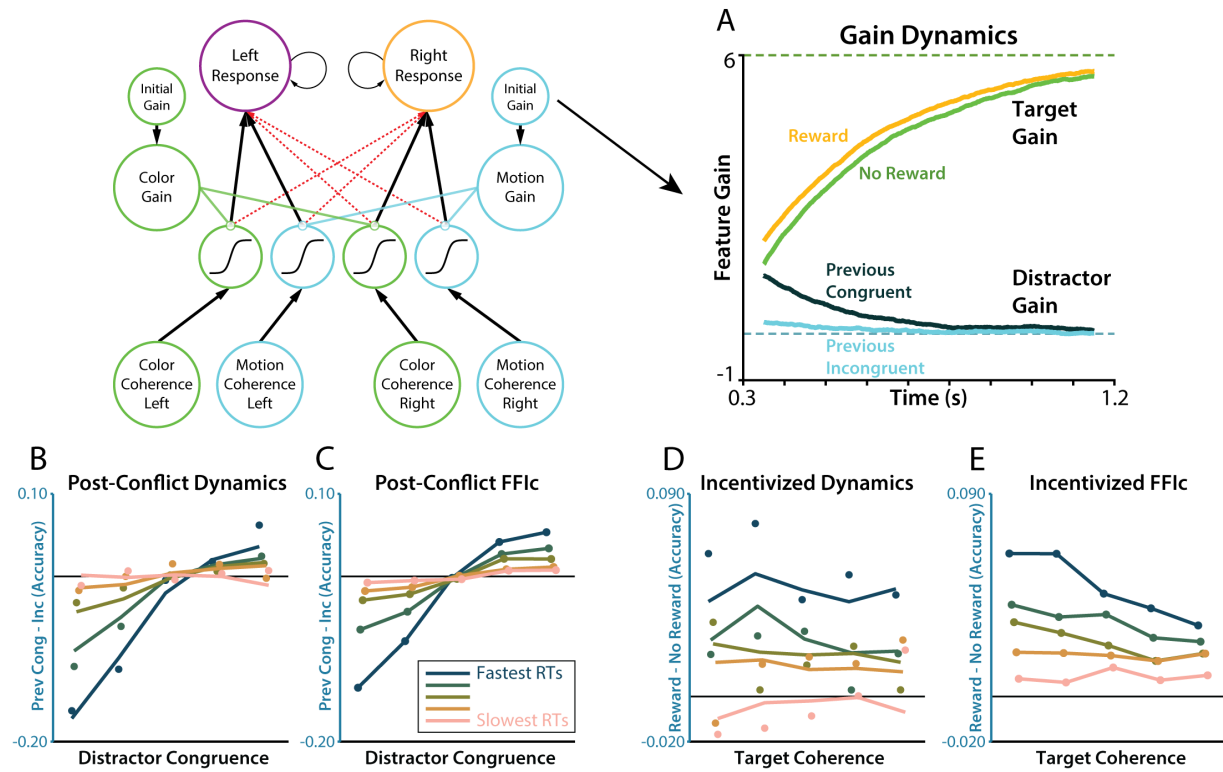 Left
Response
Right
Response
Initial
Gain
Initial
Gain
Color
Gain
Motion
Gain
Color
Coherence
Left
Motion
Coherence
Left
Color
Coherence
Right
Motion
Coherence
Right
A
Gain Dynamics
6
Feature Gain
Reward
No Reward
Target
Gain
Previous
Congruent
Distractor
Gain
Previous
Incongruent
-1
0.3
Time (s)
1.2
B
Post-Conflict Dynamics
0.10
Prev Cong - Inc (Accuracy)
-0.20
Distractor Congruence
C
Post-Conflict FFIc
0.10
Prev Cong - Inc (Accuracy)
Fastest RTs
Slowest RTs
-0.20
Distractor Congruence
D
Incentivized Dynamics
0.090
Reward - No Reward (Accuracy)
-0.020
Target Coherence
E
Incentivized FFIc
0.090
Reward - No Reward (Accuracy)
-0.020
Target Coherence